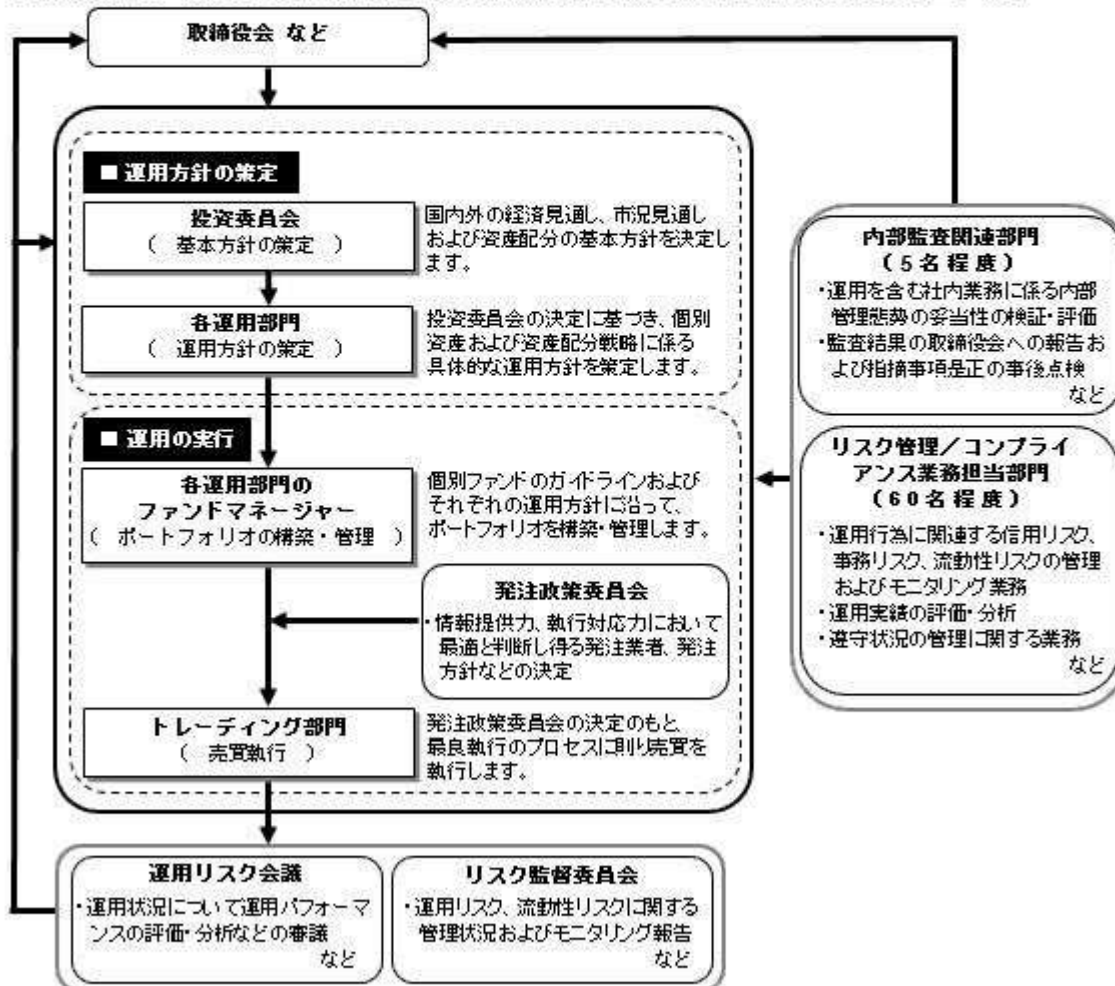 取締役会 など
■ 運用方針の策定
投資委員会
( 基本方針の策定 )
国内外の経済見通し、市況見通し
および資産配分の基本方針を決定し
ます。
各運用部門
( 運用方針の策定 )
投資委員会の決定に基づき、個別
資産および資産配分戦略に係る
具体的な運用方針を策定します。
■ 運用の実行
各運用部門の
ファンドマネージャー
( ポートフォリオの構築・管理 )
個別ファンドのガイドラインおよび
それぞれの運用方針に沿って、
ポートフォリオを構築・管理します。
発注政策委員会
・情報提供力、執行対応力において
最適と判断し得る発注業者、発注
方針などの決定
トレーディング部門
( 売買執行 )
発注政策委員会の決定のもと、
最良執行のプロセスに則り売買を
執行します。
内部監査関連部門
(5名程度)
・運用を含む社内業務に係る内部
管理態勢の妥当性の検証・評価
・監査結果の取締役会への報告お
よび指摘事項是正の事後点検
など
リスク管理/コンプライ
アンス業務担当部門
(60名程度)
・運用行為に関連する信用リスク、
事務リスク、流動性リスクの管理
およびモニタリング業務
・運用実績の評価・分析
・遵守状況の管理に関する業務
など
運用リスク会議
・運用状況について運用パフォーマ
ンスの評価・分析などの審議
など
リスク監督委員会
・運用リスク、流動性リスクに関する
管理状況およびモニタリング報告
など